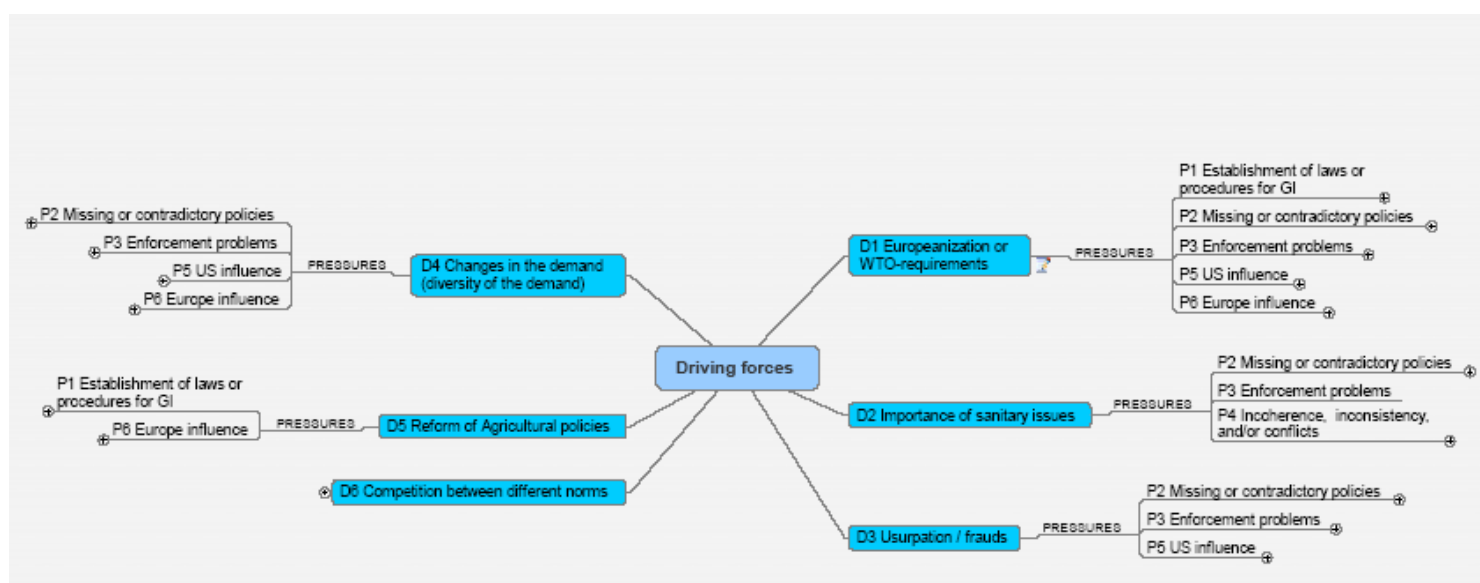 P1 Establishment of laws or
procedures for GI
P2 Missing or contradictory policies
P3 Enforcement problems
P5 US influence
P6 Europe influence
PRESSURES
D1 Europeanization or
WTO-requirements
P2 Missing or contradictory policies
P3 Enforcement problems
P5 US influence
P6 Europe influence
PRESSURES
D4 Changes in the demand
(diversity of the demand)
Driving forces
P2 Missing or contradictory policies
P3 Enforcement problems
P4 Incoherence, inconsistency,
and/or conflicts
PRESSURES
D2 Importance of sanitary issues
P1 Establishment of laws or
procedures for GI
P6 Europe influence
PRESSURES
D5 Reform of Agricultural policies
D6 Competition between different norms
D3 Usurpation / frauds
PRESSURES
P2 Missing or contradictory policies
P3 Enforcement problems
P5 US influence